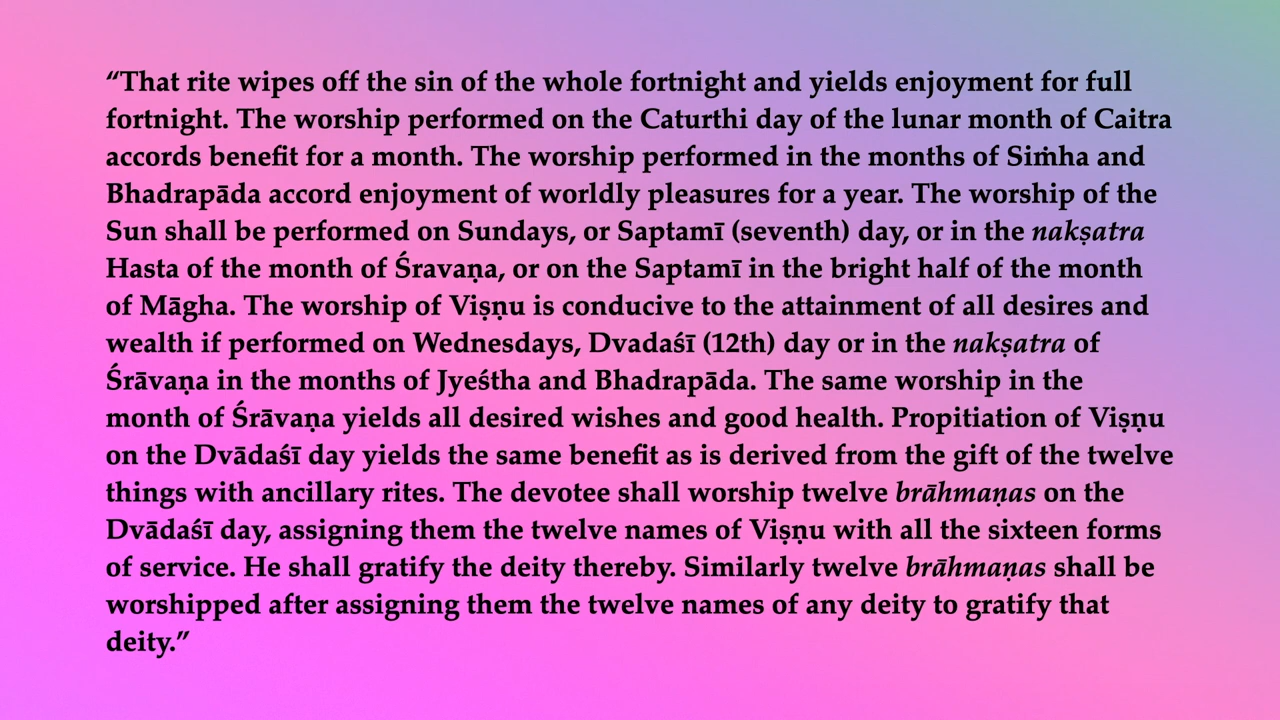 “That rite wipes off the sin of the whole fortnight and yields enjoyment for full
fortnight. The worship performed on the Caturthi day of the lunar month of Caitra
accords benefit for a month. The worship performed in the months of Siṁha and
Bhadrapāda accord enjoyment of worldly pleasures for a year. The worship of the
Sun shall be performed on Sundays, or Saptamī (seventh) day, or in the nakṣatra
Hasta of the month of Śravaṇa, or on the Saptamī in the bright half of the month
of Māgha. The worship of Viṣṇu is conducive to the attainment of all desires and
wealth if performed on Wednesdays, Dvadaśī (12th) day or in the nakṣatra of
Śrāvaṇa in the months of Jyeśtha and Bhadrapāda. The same worship in the
month of Śrāvaṇa yields all desired wishes and good health. Propitiation of Viṣṇu
on the Dvādaśī day yields the same benefit as is derived from the gift of the twelve
things with ancillary rites. The devotee shall worship twelve brāhmaṇas on the
Dvādaśī day, assigning them the twelve names of Viṣṇu with all the sixteen forms
of service. He shall gratify the deity thereby. Similarly twelve brāhmaṇas shall be
worshipped after assigning them the twelve names of any deity to gratify that
deity.”